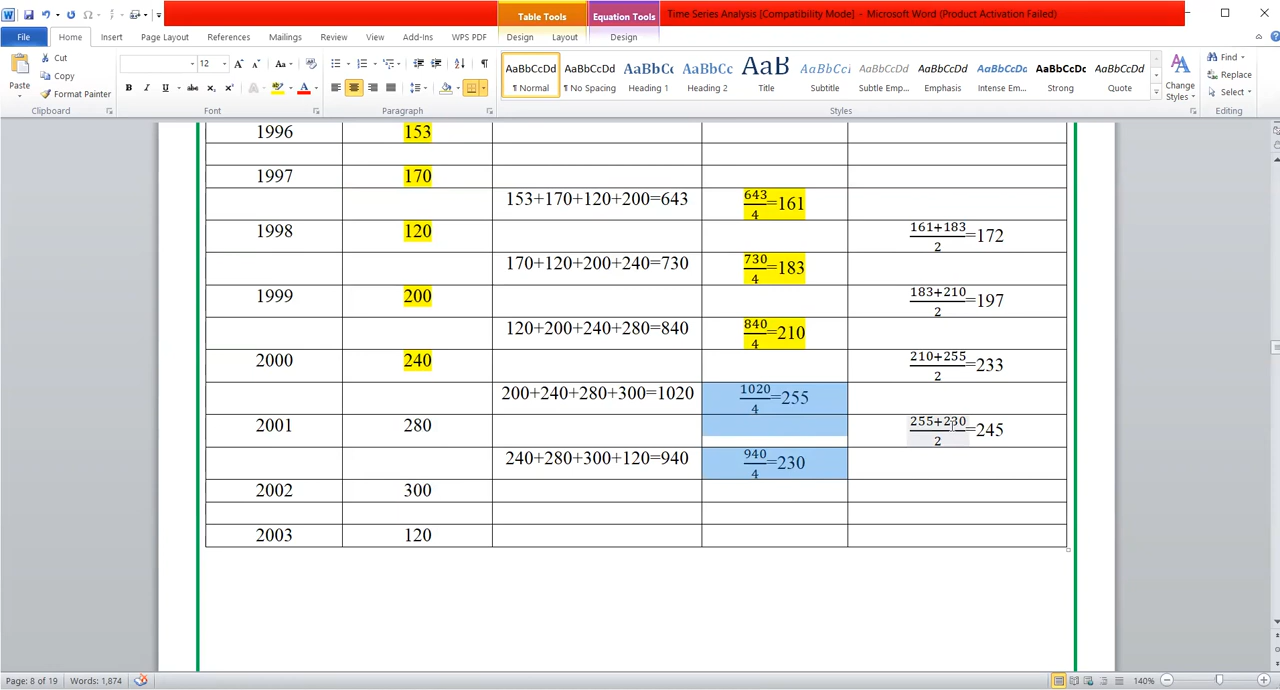 Table Tools
Equation Tools
Time Series Analysis [Compatibility Mode] – Microsoft Word (Product Activation Failed)
File
Home
Insert
Page Layout
References
Mailings
Review
View
Add-Ins
WPS PDF
Design
Layout
Design
Paste
Cut
Copy
Format Painter
Clipboard
12
Font
Paragraph
AaBbCcDd
¶ Normal
AaBbCcDd
¶ No Spacing
AaBbC
Heading 1
AaBbCc
Heading 2
AaB
Title
AaBbCcI
Subtitle
AaBbCcDd
Subtle Emp...
AaBbCcDd
Emphasis
AaBbCcDd
Intense Em...
AaBbCcDc
Strong
AaBbCcDd
Quote
Change Styles
Styles
Find
Replace
Select
Editing
1996 153
1997 170
153+170+120+200=643 643/4=161
1998 120 161+183/2=172
170+120+200+240=730 730/4=183
1999 200 183+210/2=197
120+200+240+280=840 840/4=210
2000 240 210+255/2=233
200+240+280+300=1020 1020/4=255
2001 280 255+230/2=245
240+280+300+120=940 940/4=230
2002 300
2003 120
Page: 8 of 19
Words: 1,874
140%